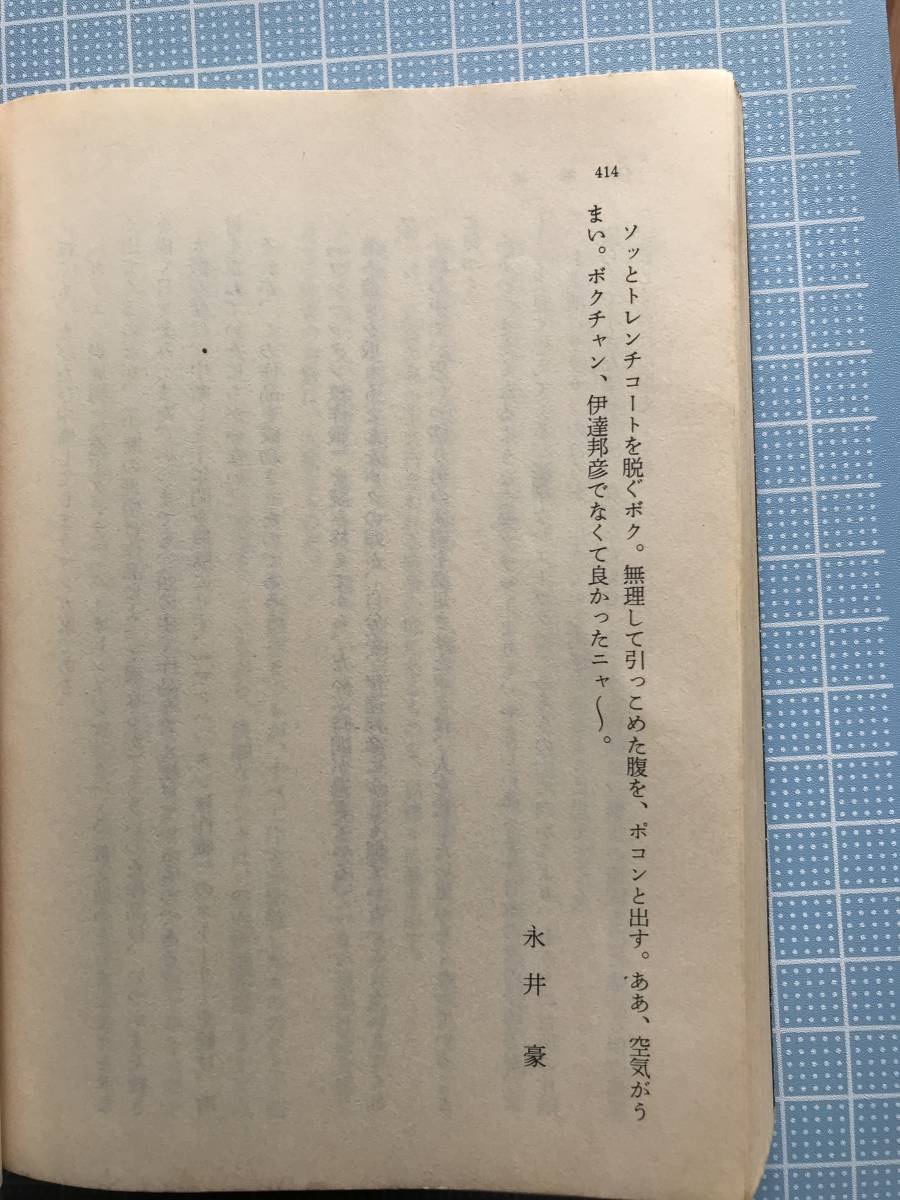 414
ソッとトレンチコートを脱ぐボク。無理して引っこめた腹を、ポコンと出す。ああ、空気がう
まい。ボクチャン、伊達邦彦でなくて良かったニャ〜。
永井豪